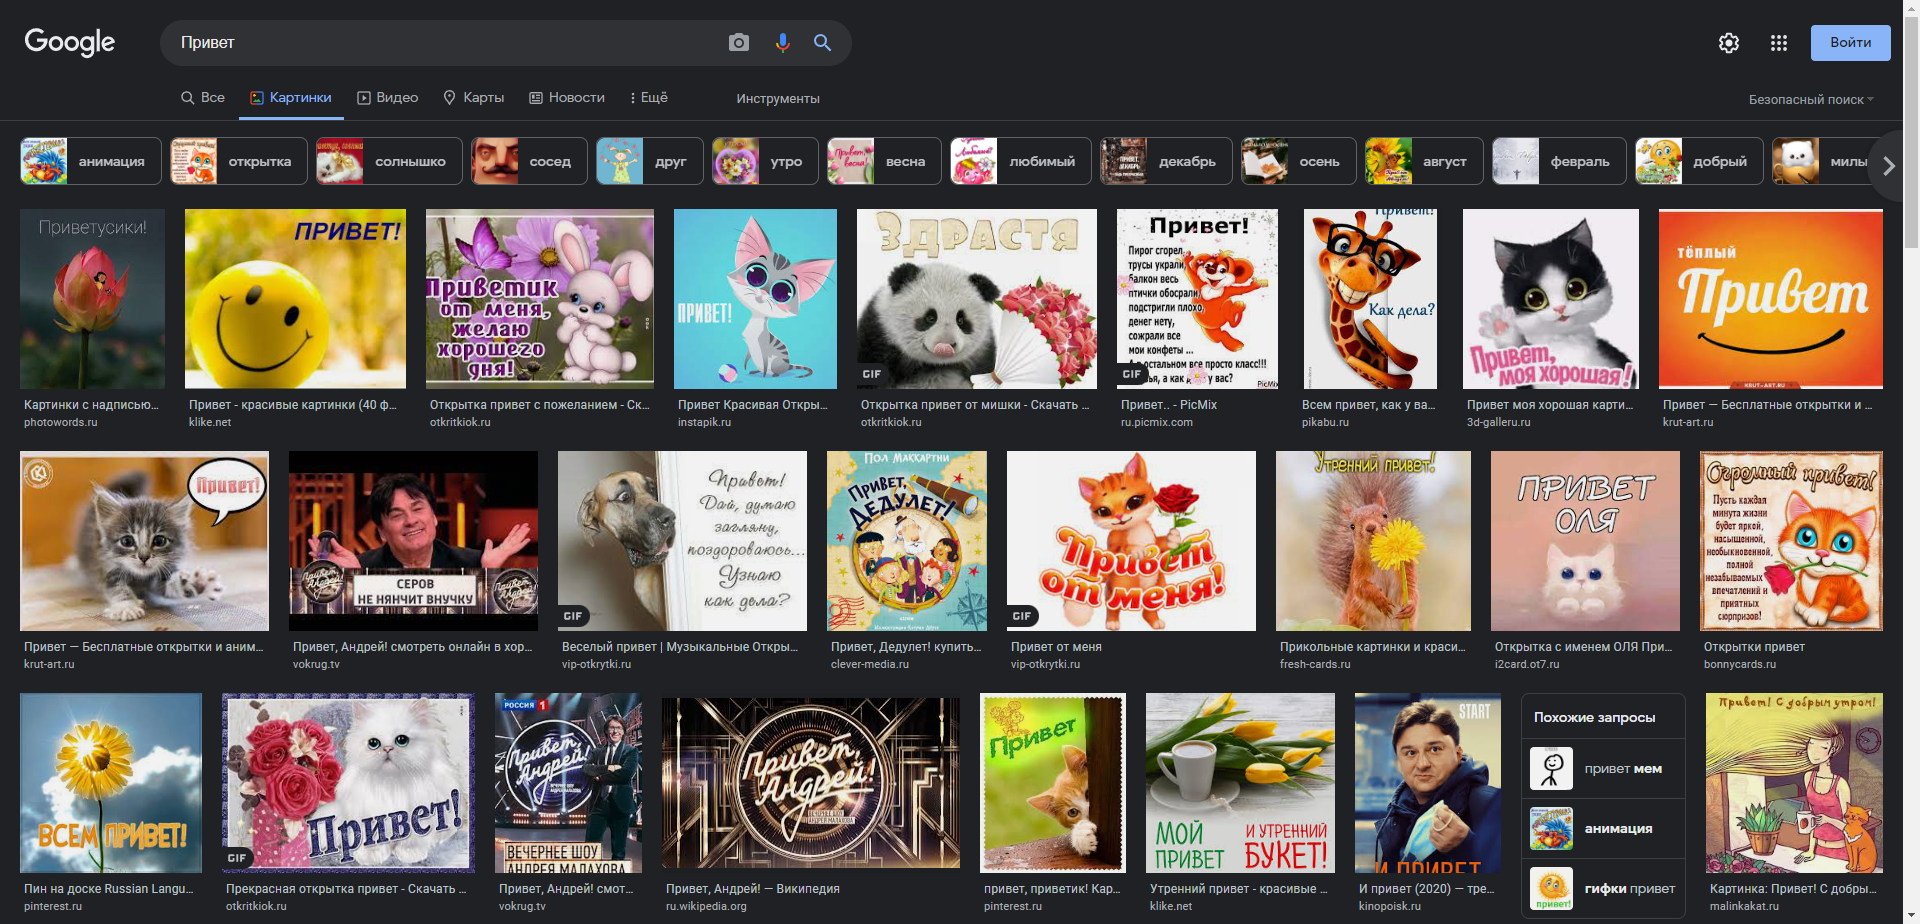 Google
Привет
Войти
Все
Картинки
Видео
Карты
Новости
Ещё
Инструменты
Безопасный поиск
анимация
открытка
солнышко
сосед
друг
утро
весна
любимый
декабрь
осень
август
февраль
добрый
милы
Приветусики!
Картинки с надписью...
photowords.ru
ПРИВЕТ!
Привет - красивые картинки (40 ф...
klike.net
Приветик
от меня,
желаю
хорошего
дня!
Открытка привет с пожеланием - Ск...
otkritkiok.ru
ПРИВЕТ!
Привет Красивая Откры...
instapik.ru
ЗДРАСТЯ
GIF
Открытка привет от мишки - Скачать ...
otkritkiok.ru
Привет!
Пирог сгорел,
трусы украли,
балкон весь
птички обосрали,
подстригли плохо,
денег нету,
сожрали все
мои конфеты ...
А в остальном все просто класс!!!
у вас?
PicMix
GIF
Привет.. - PicMix
ru.picmix.com
Привет!
Как дела?
Всем привет, как у ва...
pikabu.ru
Привет,
моя хорошая!
Привет моя хорошая карти...
3d-galleru.ru
тёплый
Привет
KRUT-ART.RU
Привет — Бесплатные открытки и ...
krut-art.ru
Привет!
Привет — Бесплатные открытки и аним...
krut-art.ru
Привет, Андрей!
СЕРОВ
НЕ НЯНЧИТ ВНУЧКУ
Привет, Андрей!
Привет, Андрей! смотреть онлайн в хор...
vokrug.tv
Привет!
Дай, думаю
загляну,
поздороваюсь...
Узнаю
как дела?
GIF
Веселый привет | Музыкальные Откры...
vip-otkrytki.ru
ПОЛ МАККАРТНИ
ПРИВЕТ,
ДЕДУЛЕТ!
Привет, Дедулет! купить...
clever-media.ru
Привет
от меня!
GIF
Привет от меня
vip-otkrytki.ru
Утренний привет!
Прикольные картинки и краси...
fresh-cards.ru
ПРИВЕТ
ОЛЯ
Открытка с именем ОЛЯ При...
i2card.ot7.ru
Огромный привет!
Пусть каждая
минута жизни
будет яркой,
насыщенной,
необыкновенной,
полной
незабываемых
впечатлений и
приятных
сюрпризов!
Открытки привет
bonnycards.ru
ВСЕМ ПРИВЕТ!
Пин на доске Russian Langu...
pinterest.ru
Привет!
GIF
Прекрасная открытка привет - Скачать ...
otkritkiok.ru
РОССИЯ 1
Привет,
Андрей!
ВЕЧЕРНЕЕ ШОУ
АНДРЕЯ МАЛАХОВА
Привет, Андрей! смот...
vokrug.tv
Привет,
Андрей!
ВЕЧЕРНЕЕ ШОУ
АНДРЕЯ МАЛАХОВА
Привет, Андрей! — Википедия
ru.wikipedia.org
Привет
привет, приветик! Кар...
pinterest.ru
МОЙ
ПРИВЕТ
И УТРЕННИЙ
БУКЕТ!
Утренний привет - красивые ...
klike.net
START
И ПРИВЕТ
И привет (2020) — тре...
kinopoisk.ru
Похожие запросы
привет мем
анимация
привет!
гифки привет
Привет! С добрым утром!
Картинка: Привет! С добры...
malinkakat.ru